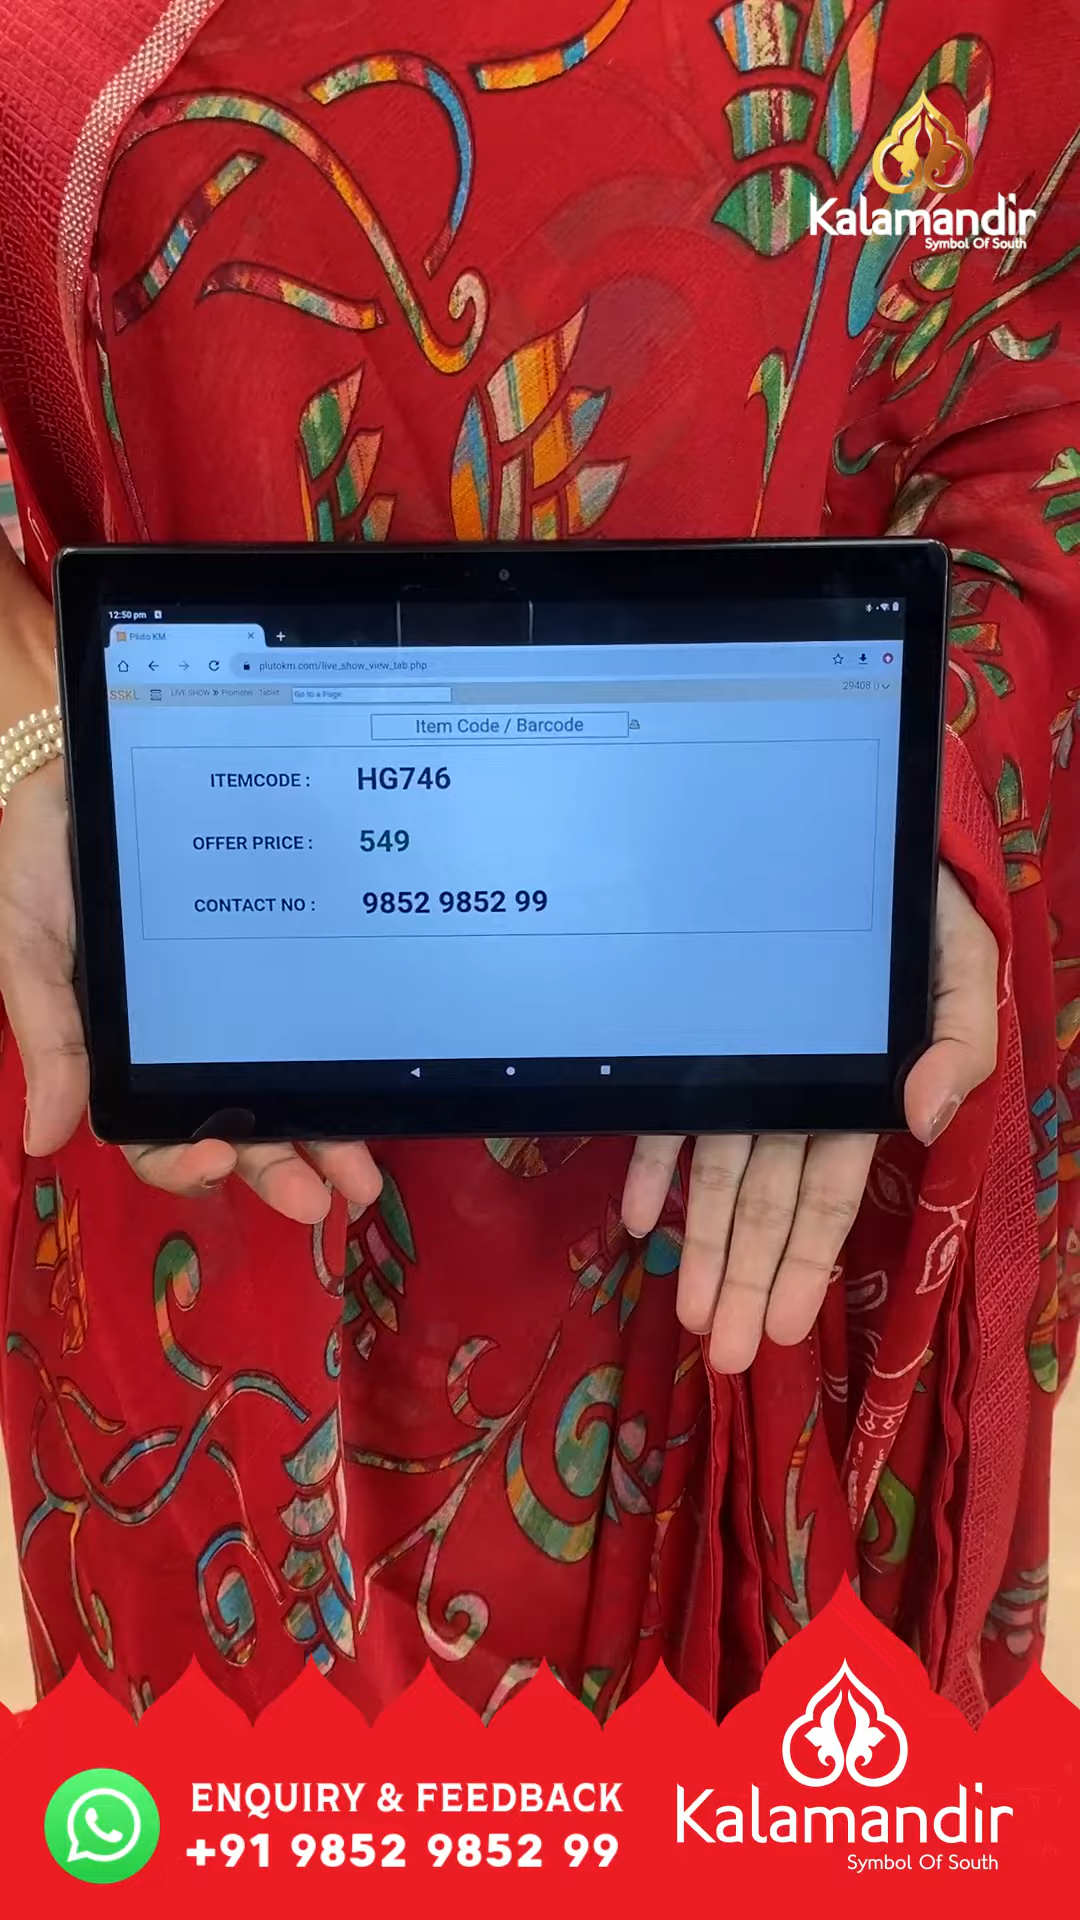 Kalamandir
Symbol Of South
12:50 pm
Pluto KM
plutokm.com/live_show_view_tab.php
SSKL
LIVE SHOW » Promoter - Tablet
Go to a Page
29408 ()
Item Code / Barcode
ITEMCODE : HG746
OFFER PRICE : 549
CONTACT NO : 9852 9852 99
ENQUIRY & FEEDBACK
+91 9852 9852 99
Kalamandir
Symbol Of South